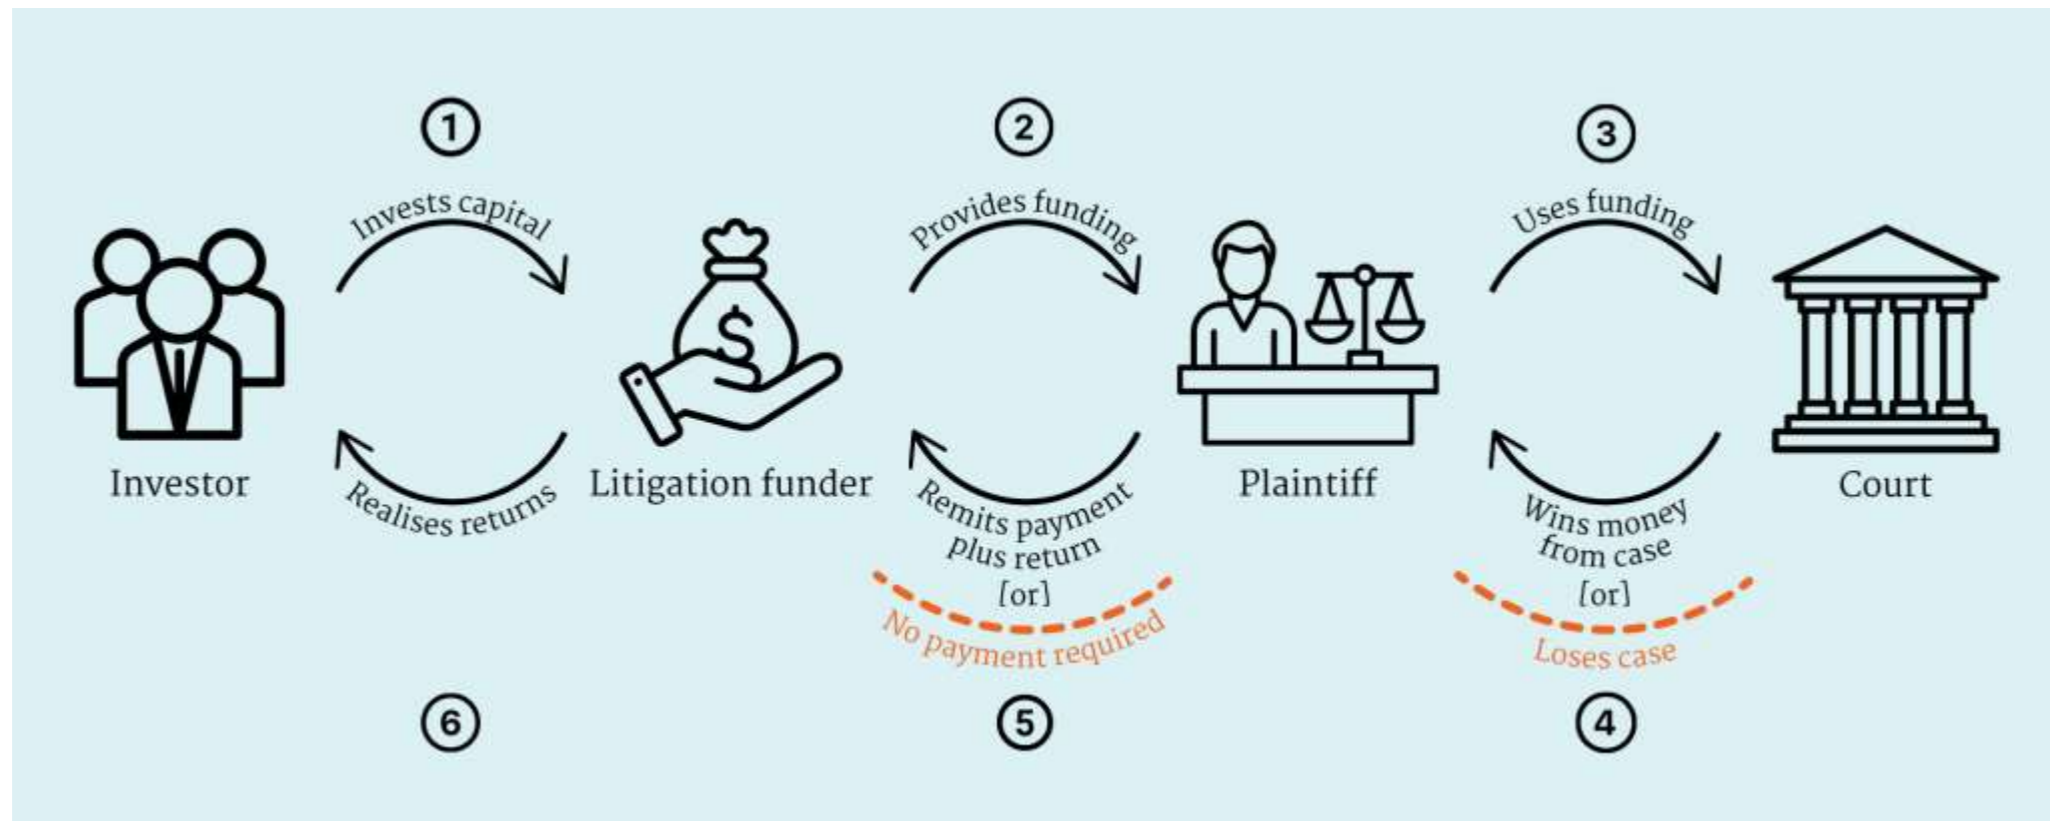 1
2
3
Invests capital
Provides funding
Uses funding
$
Investor
Litigation funder
Plaintiff
Court
Realises returns
Remits payment
plus return
[or]
No payment required
Wins money
from case
[or]
Loses case
6
5
4